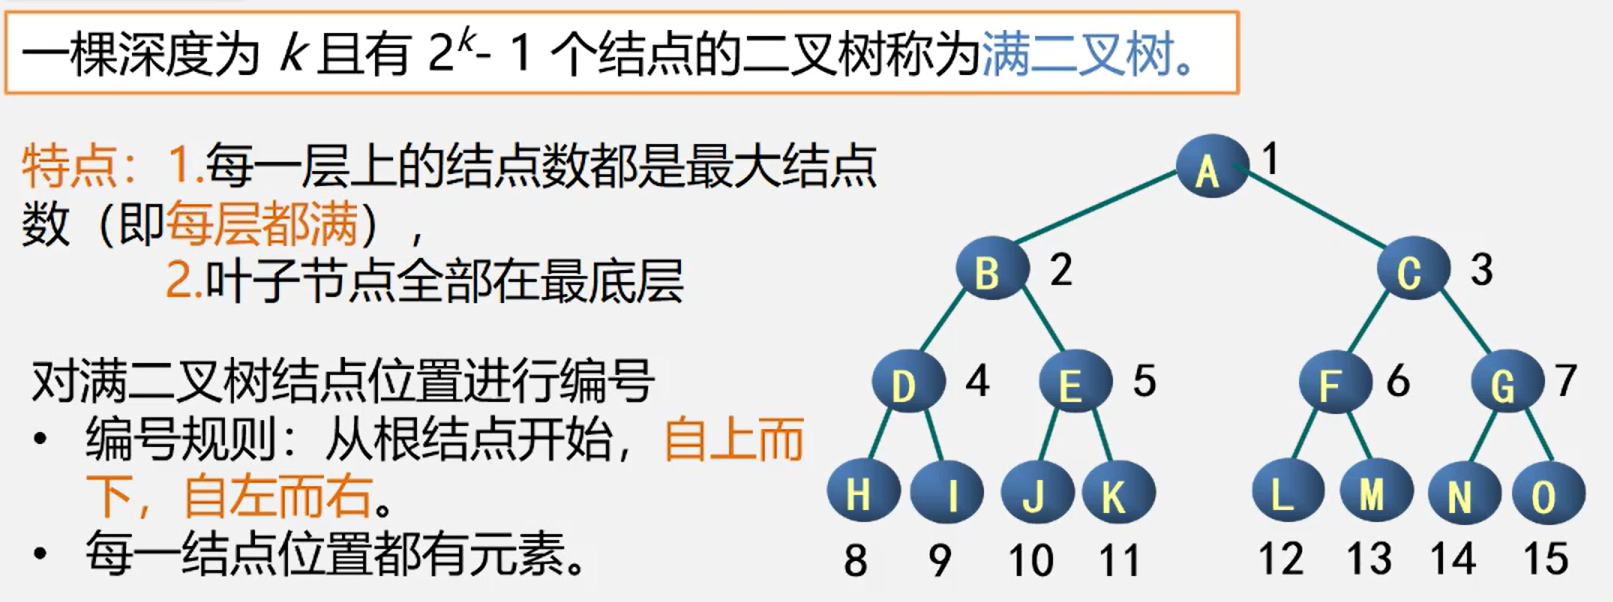 一棵深度为 k 且有 2ᵏ- 1 个结点的二叉树称为满二叉树。
特点：1.每一层上的结点数都是最大结点
数（即每层都满），
2.叶子节点全部在最底层
对满二叉树结点位置进行编号
• 编号规则：从根结点开始，自上而
下，自左而右。
• 每一结点位置都有元素。
A 1
B 2 C 3
D 4 E 5 F 6 G 7
H I J K L M N O
8 9 10 11 12 13 14 15